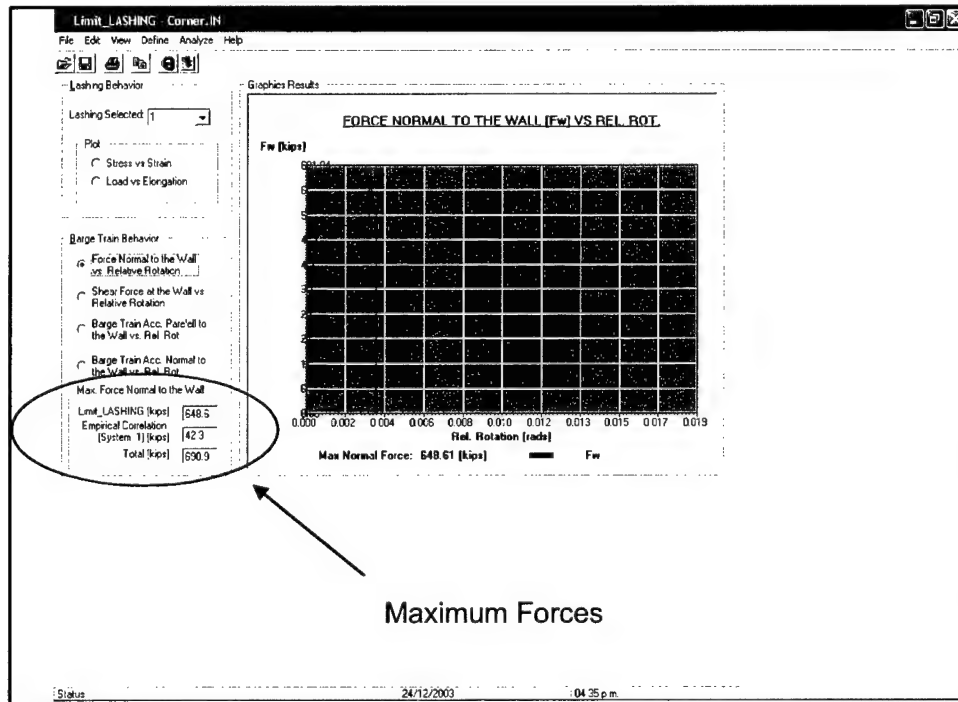 Limit_LASHING - Corner.IN
File Edit View Define Analyze Help
Lashing Behavior
Lashing Selected: 1
Plot
Stress vs Strain
Load vs Elongation
Barge Train Behavior
Force Normal to the Wall
vs. Relative Rotation
Shear Force at the Wall vs
Relative Rotation
Barge Train Acc. Pare'ell to
the Wall vs. Rel. Rot
Barge Train Acc. Normal to
the Wall vs. Rel. Rot.
Max. Force Normal to the Wall
Limit_LASHING [kips] 648.6
Empirical Correlation
(System 1) [kips] 42.3
Total [kips] 690.9
Graphics Results
FORCE NORMAL TO THE WALL [Fw] VS REL. ROT.
Fw [kips]
0.000 0.002 0.004 0.006 0.008 0.010 0.012 0.013 0.015 0.017 0.019
Rel. Rotation [rads]
Max Normal Force: 648.61 [kips] Fw
Maximum Forces
Status 24/12/2003 04:35 p.m.